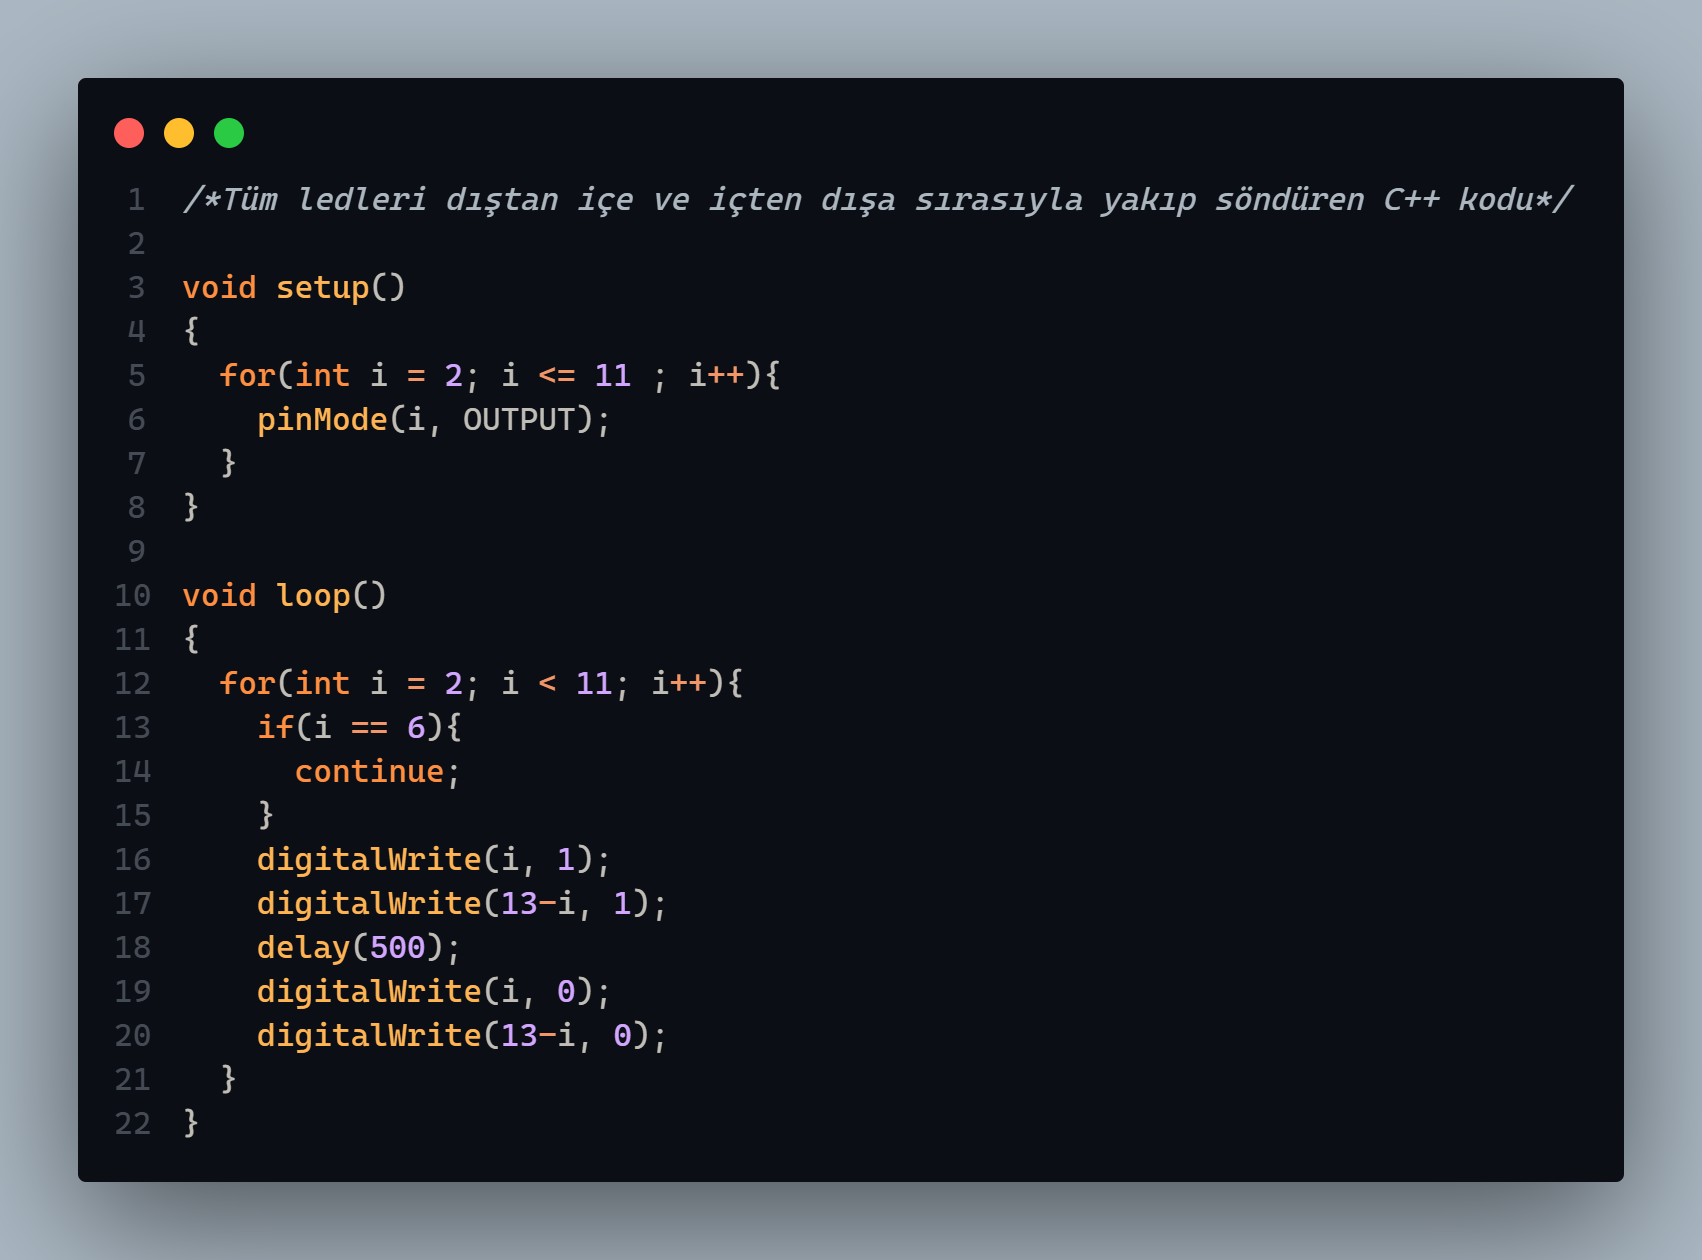 1 /*Tüm ledleri dıştan içe ve içten dışa sırasıyla yakıp söndüren C++ kodu*/
2
3 void setup()
4 {
5   for(int i = 2; i <= 11 ; i++){
6     pinMode(i, OUTPUT);
7   }
8 }
9
10 void loop()
11 {
12   for(int i = 2; i < 11; i++){
13     if(i == 6){
14       continue;
15     }
16     digitalWrite(i, 1);
17     digitalWrite(13-i, 1);
18     delay(500);
19     digitalWrite(i, 0);
20     digitalWrite(13-i, 0);
21   }
22 }